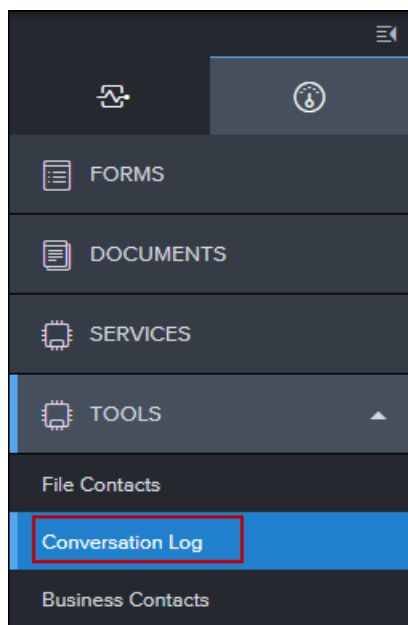 FORMS
DOCUMENTS
SERVICES
TOOLS
File Contacts
Conversation Log
Business Contacts